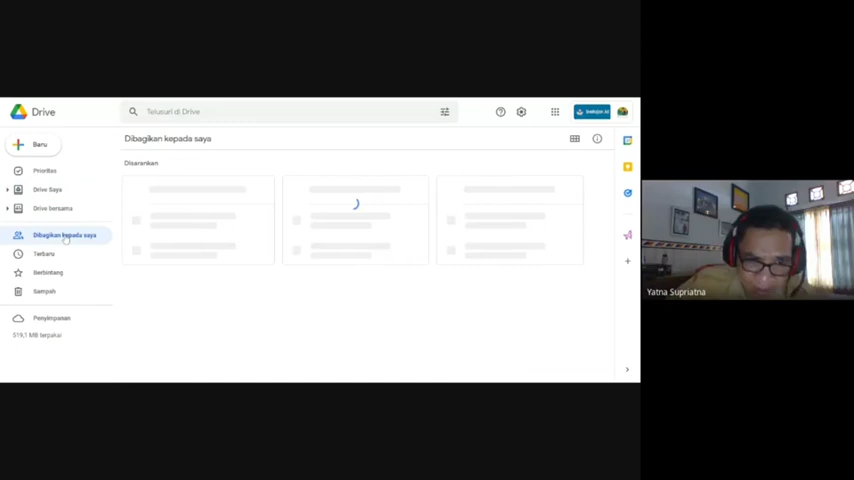 Drive
Telusuri di Drive
Baru
Dibagikan kepada saya
Disarankan
Prioritas
Drive Saya
Drive bersama
Dibagikan kepada saya
Terbaru
Berbintang
Sampah
Penyimpanan
519,1 MB terpakai
Yatna Supriatna